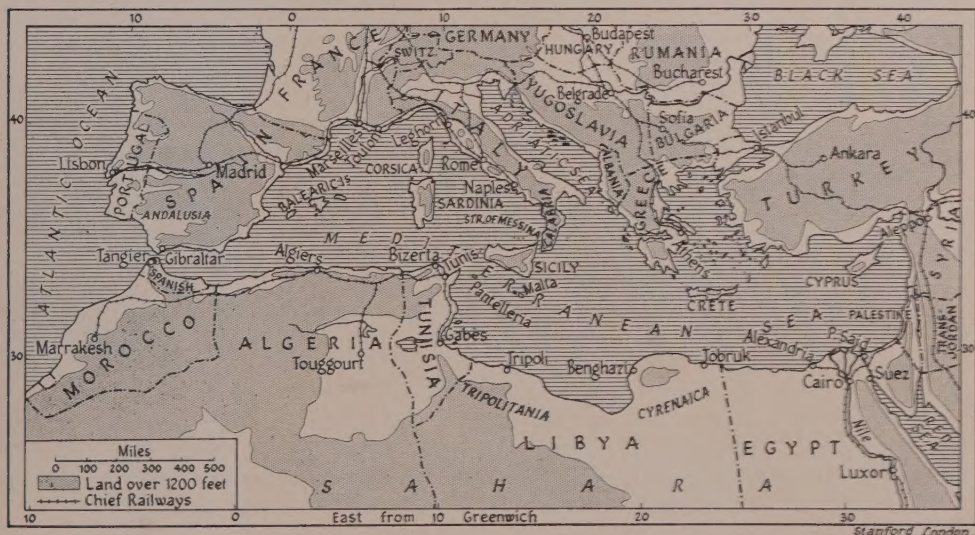 10 0 10 20 30 40
GERMANY
Budapest
SWITZ.
HUNGARY
RUMANIA
FRANCE
Bucharest
BLACK SEA
YUGOSLAVIA
Belgrade
ATLANTIC OCEAN
40
ITALY
ADRIATIC SEA
Sofia
BULGARIA
Istanbul
40
Leghorn
Marseilles
Toulon
Lisbon
PORTUGAL
Madrid
SPAIN
CORSICA
Rome
ALBANIA
GREECE
Ankara
TURKEY
BALEARIC IS
Naples
SARDINIA
ANDALUSIA
STR. OF MESSINA
CALABRIA
Aleppo
SYRIA
Tangier
Gibraltar
SPANISH
Algiers
Bizerta
Tunis
SICILY
Athens
CYPRUS
MEDITERRANEAN SEA
Malta
Pantelleria
CRETE
PALESTINE
TRANS-JORDAN
Marrakesh
MOROCCO
ALGERIA
TUNISIA
Gabes
Alexandria
P. Said
30
Touggourt
Tripoli
Benghazi
Jobruk
Cairo
Suez
30
TRIPOLITANIA
CYRENAICA
LIBYA
EGYPT
RED SEA
Nile
Luxor
SAHARA
Miles
0 100 200 300 400 500
Land over 1200 feet
Chief Railways
10 0 East from 10 Greenwich 20 30
Stanford London